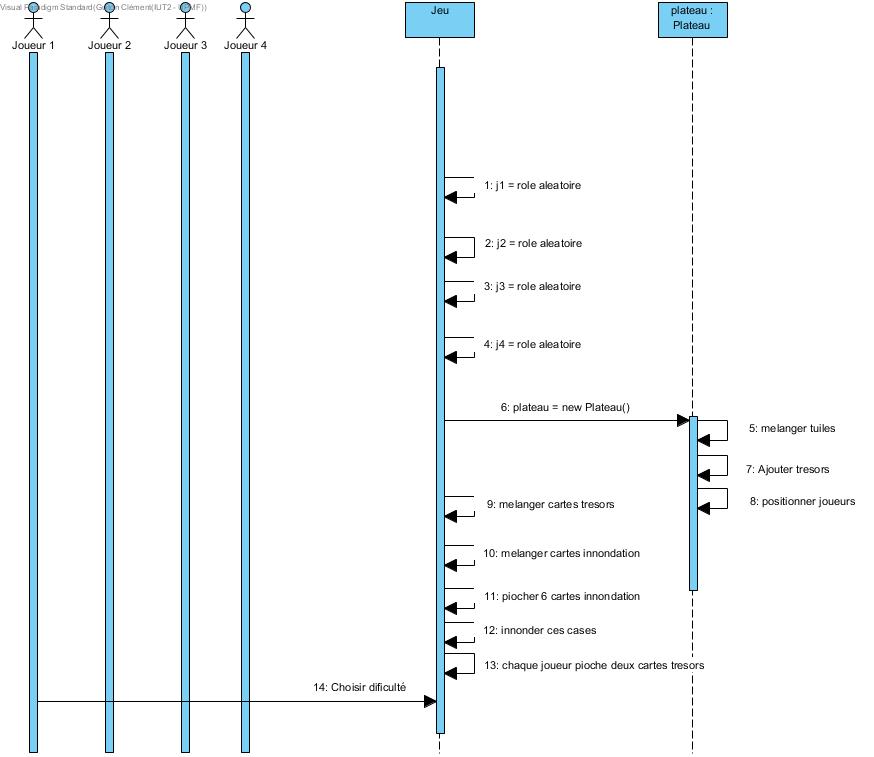 Visual Paradigm Standard(
Clément(IUT2 -
Joueur 1
Joueur 2
Joueur 3
Joueur 4
Jeu
plateau :
Plateau
1: j1 = role aleatoire
2: j2 = role aleatoire
3: j3 = role aleatoire
4: j4 = role aleatoire
6: plateau = new Plateau()
5: melanger tuiles
7: Ajouter tresors
8: positionner joueurs
9: melanger cartes tresors
10: melanger cartes innondation
11: piocher 6 cartes innondation
12: innonder ces cases
13: chaque joueur pioche deux cartes tresors
14: Choisir dificulté